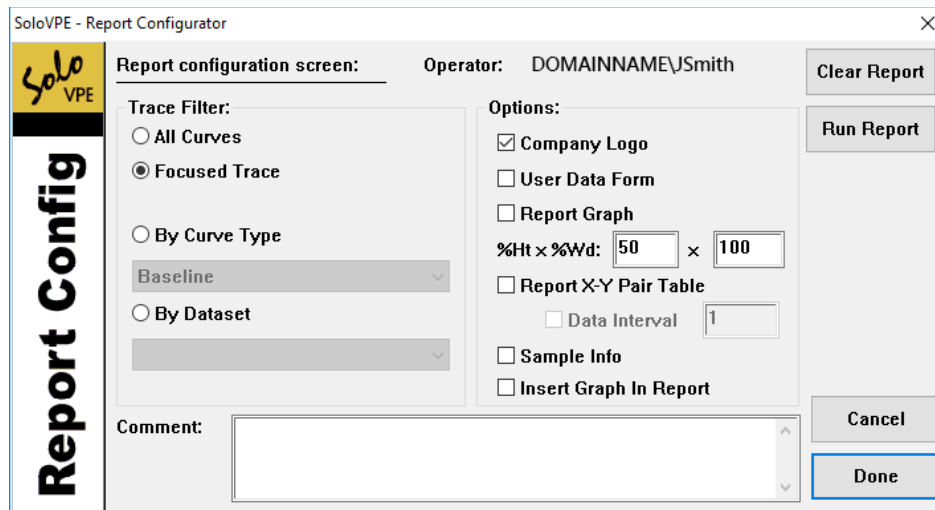 SoloVPE - Report Configurator
Solo
VPE
Report Config
Report configuration screen:
Operator: DOMAINNAME\JSmith
Clear Report
Run Report
Trace Filter:
All Curves
Focused Trace
By Curve Type
Baseline
By Dataset
Options:
Company Logo
User Data Form
Report Graph
%Ht x %Wd: 50 x 100
Report X-Y Pair Table
Data Interval 1
Sample Info
Insert Graph In Report
Comment:
Cancel
Done